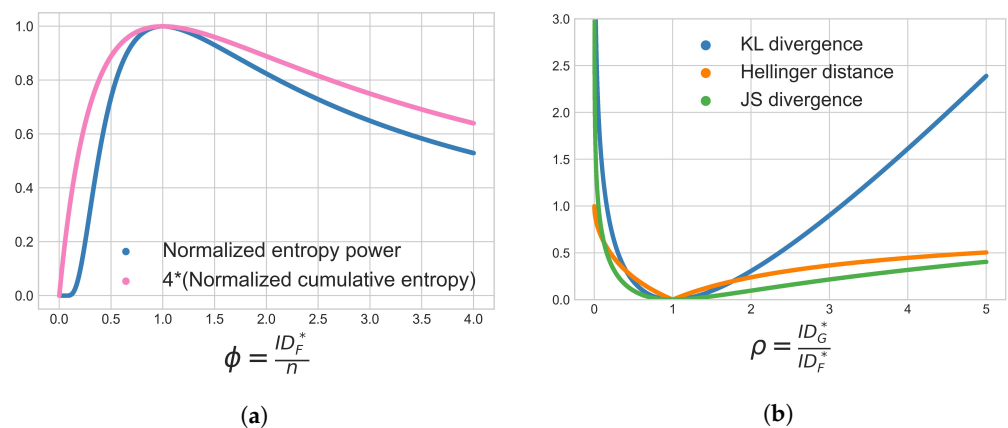 1.0
0.8
0.6
0.4
0.2
0.0
Normalized entropy power
4*(Normalized cumulative entropy)
0.0 0.5 1.0 1.5 2.0 2.5 3.0 3.5 4.0
ϕ = ID_F^* / n
(a)
3.0
2.5
2.0
1.5
1.0
0.5
0.0
KL divergence
Hellinger distance
JS divergence
0 1 2 3 4 5
ρ = ID_G^* / ID_F^*
(b)